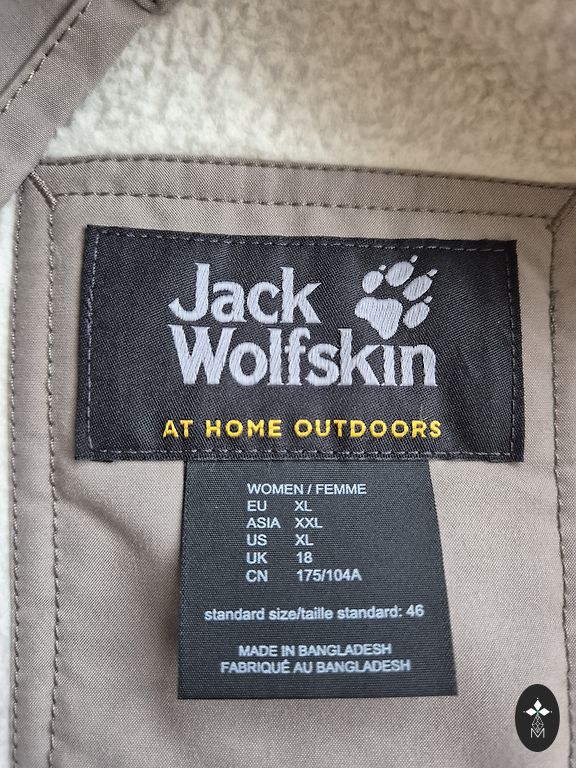 Jack
Wolfskin
AT HOME OUTDOORS
WOMEN / FEMME
EU XL
ASIA XXL
US XL
UK 18
CN 175/104A
standard size/taille standard: 46
MADE IN BANGLADESH
FABRIQUÉ AU BANGLADESH
M